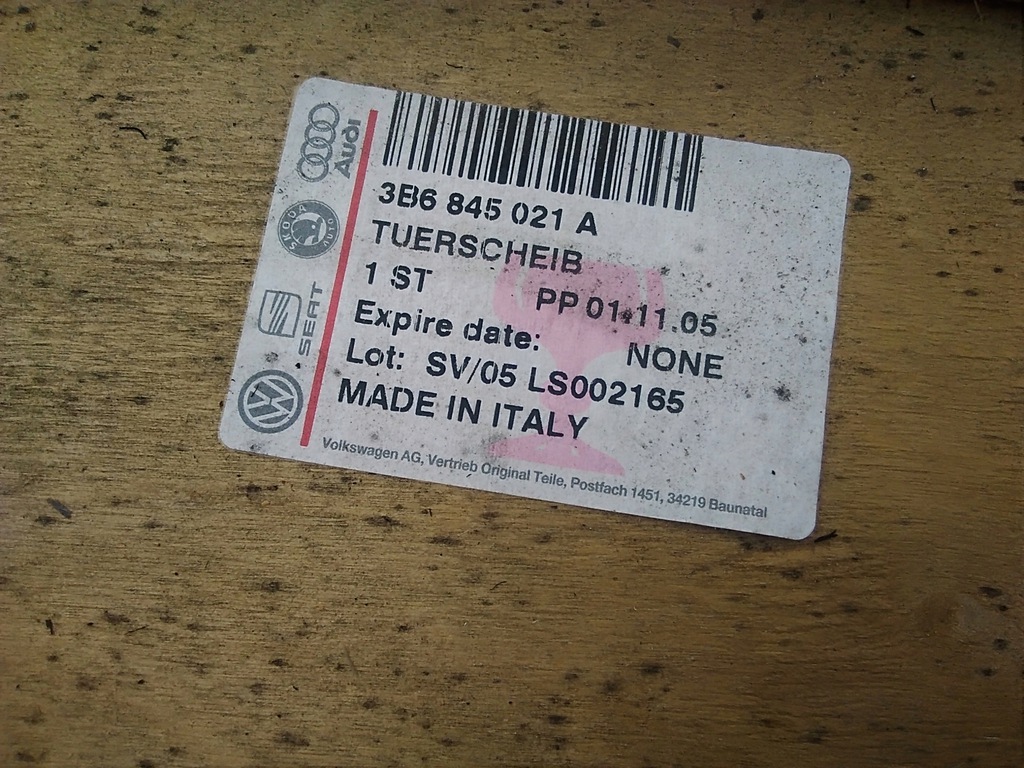 Audi
SKODA AUTO
SEAT
3B6 845 021 A
TUERSCHEIB
1 ST PP 01.11.05
Expire date: NONE
Lot: SV/05 LS002165
MADE IN ITALY
Volkswagen AG, Vertrieb Original Teile, Postfach 1451, 34219 Baunatal